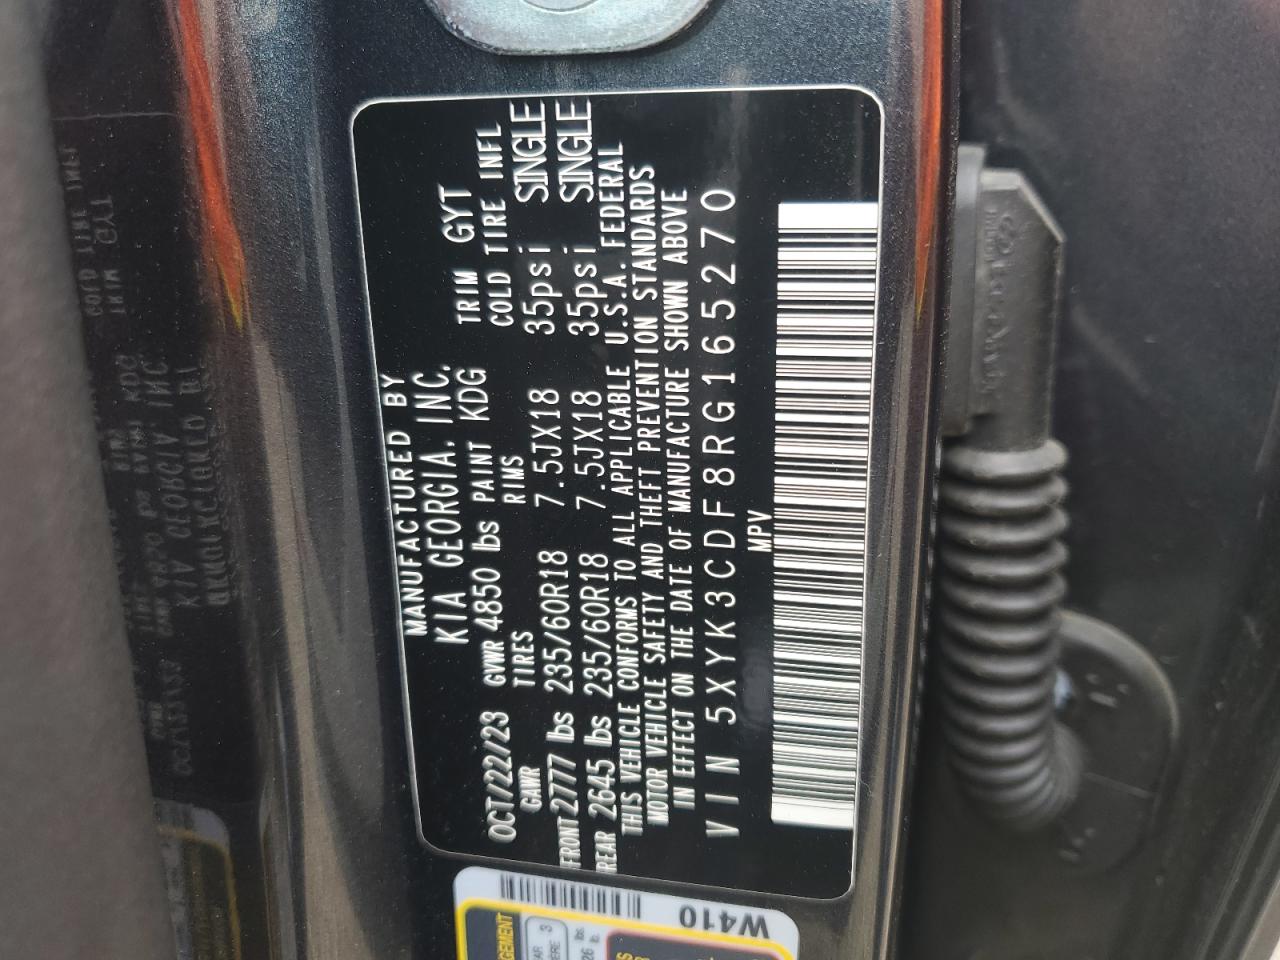 MANUFACTURED BY
KIA GEORGIA. INC.
OCT/22/23 GVWR 4850 lbs PAINT KDG TRIM GYT
GAWR TIRES RIMS COLD TIRE INFL
FRONT 2777 lbs 235/60R18 7.5JX18 35psi SINGLE
REAR 2645 lbs 235/60R18 7.5JX18 35psi SINGLE
THIS VEHICLE CONFORMS TO ALL APPLICABLE U.S.A. FEDERAL
MOTOR VEHICLE SAFETY AND THEFT PREVENTION STANDARDS
IN EFFECT ON THE DATE OF MANUFACTURE SHOWN ABOVE
VIN 5XYK3CDF8RG165270
MPV
W410